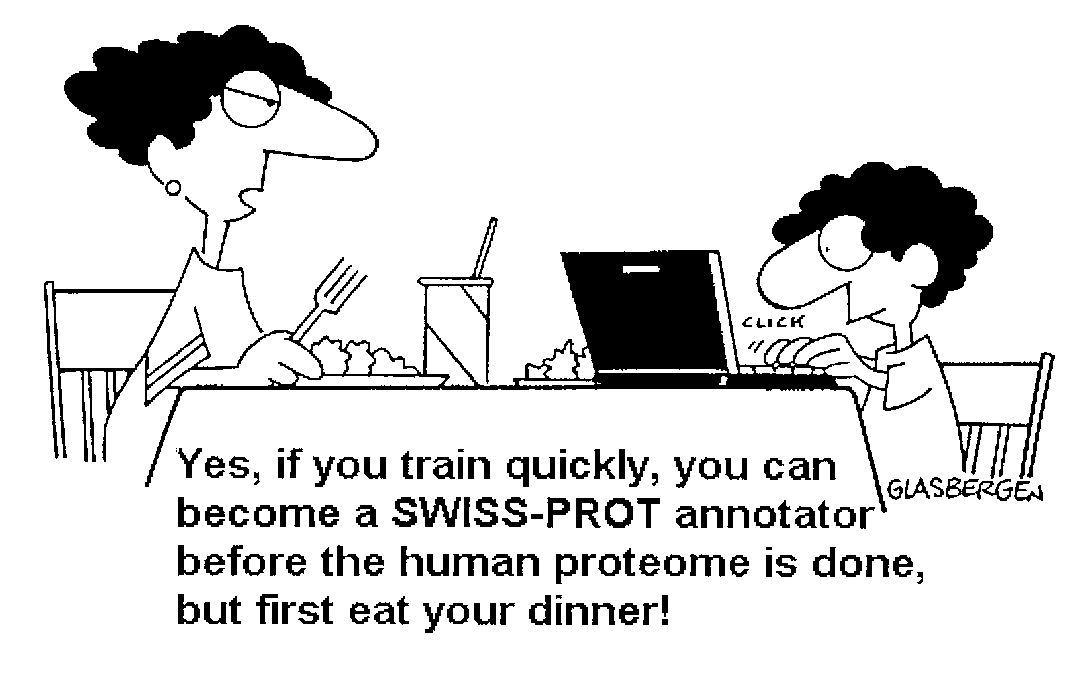 CLICK
Yes, if you train quickly, you can
become a SWISS-PROT annotator
before the human proteome is done,
but first eat your dinner!
GLASBERGEN